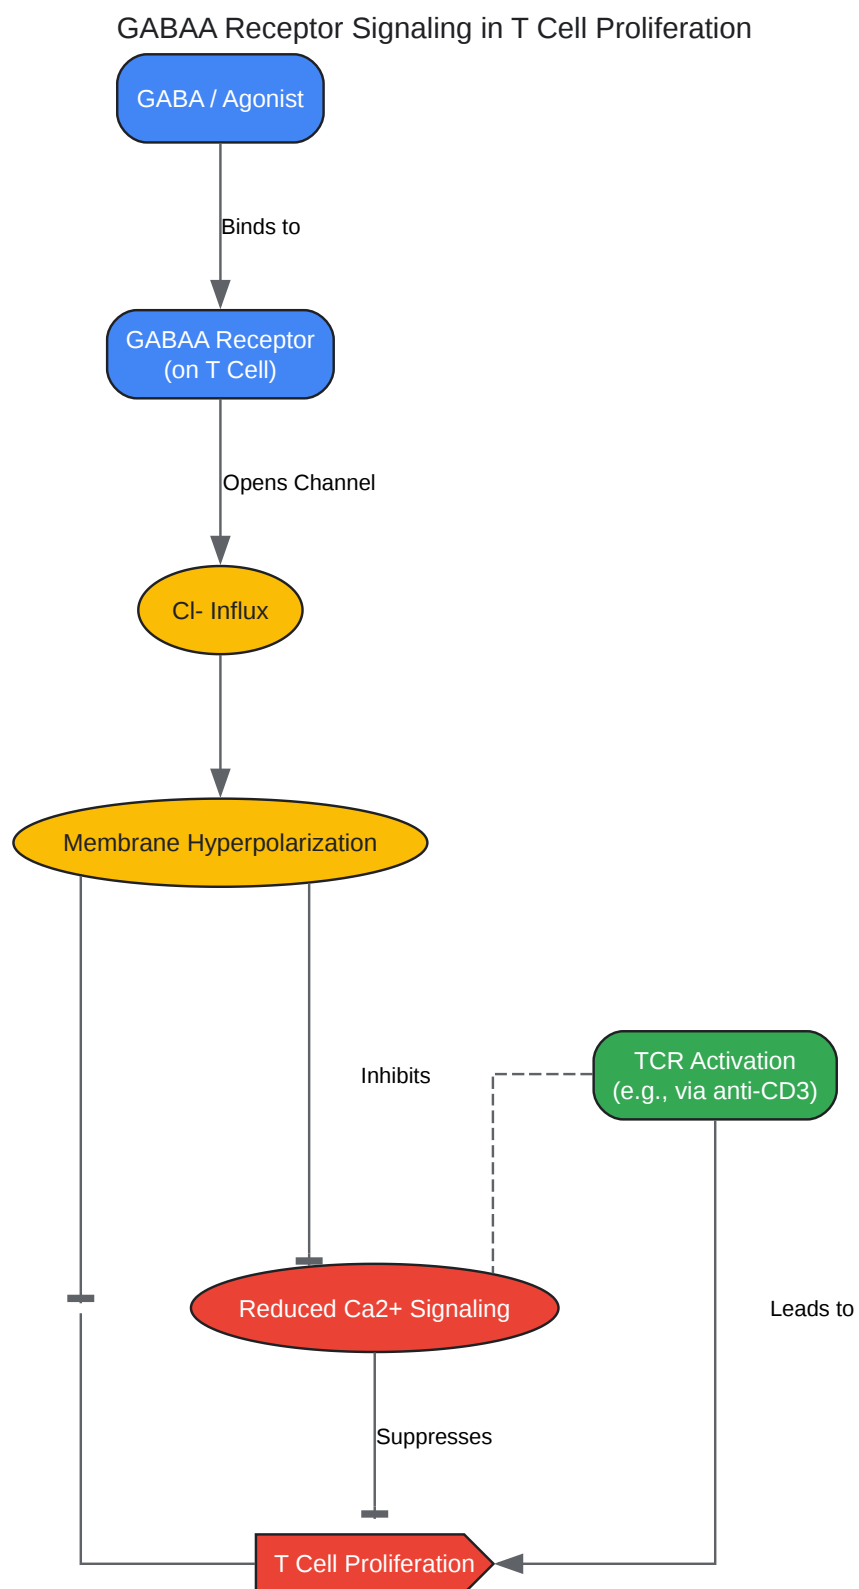 GABAA Receptor Signaling in T Cell Proliferation
GABA / Agonist
Binds to
GABAA Receptor
(on T Cell)
Opens Channel
Cl- Influx
Membrane Hyperpolarization
Inhibits
TCR Activation
(e.g., via anti-CD3)
Reduced Ca2+ Signaling
Leads to
Suppresses
T Cell Proliferation